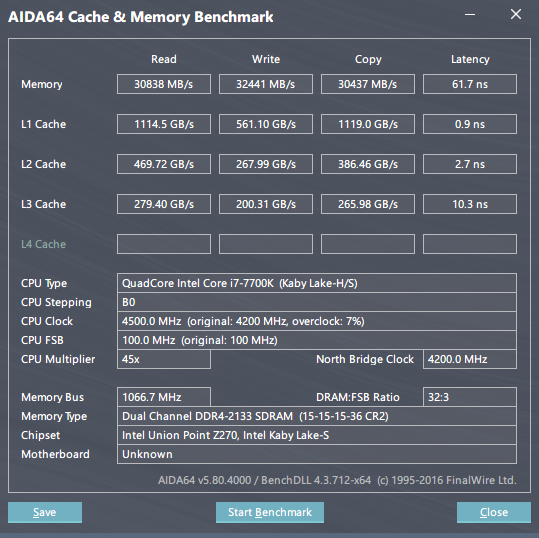 AIDA64 Cache & Memory Benchmark
Read Write Copy Latency
Memory 30838 MB/s 32441 MB/s 30437 MB/s 61.7 ns
L1 Cache 1114.5 GB/s 561.10 GB/s 1119.0 GB/s 0.9 ns
L2 Cache 469.72 GB/s 267.99 GB/s 386.46 GB/s 2.7 ns
L3 Cache 279.40 GB/s 200.31 GB/s 265.98 GB/s 10.3 ns
L4 Cache
CPU Type QuadCore Intel Core i7-7700K (Kaby Lake-H/S)
CPU Stepping B0
CPU Clock 4500.0 MHz (original: 4200 MHz, overclock: 7%)
CPU FSB 100.0 MHz (original: 100 MHz)
CPU Multiplier 45x North Bridge Clock 4200.0 MHz
Memory Bus 1066.7 MHz DRAM:FSB Ratio 32:3
Memory Type Dual Channel DDR4-2133 SDRAM (15-15-15-36 CR2)
Chipset Intel Union Point Z270, Intel Kaby Lake-S
Motherboard Unknown
AIDA64 v5.80.4000 / BenchDLL 4.3.712-x64 (c) 1995-2016 FinalWire Ltd.
Save Start Benchmark Close